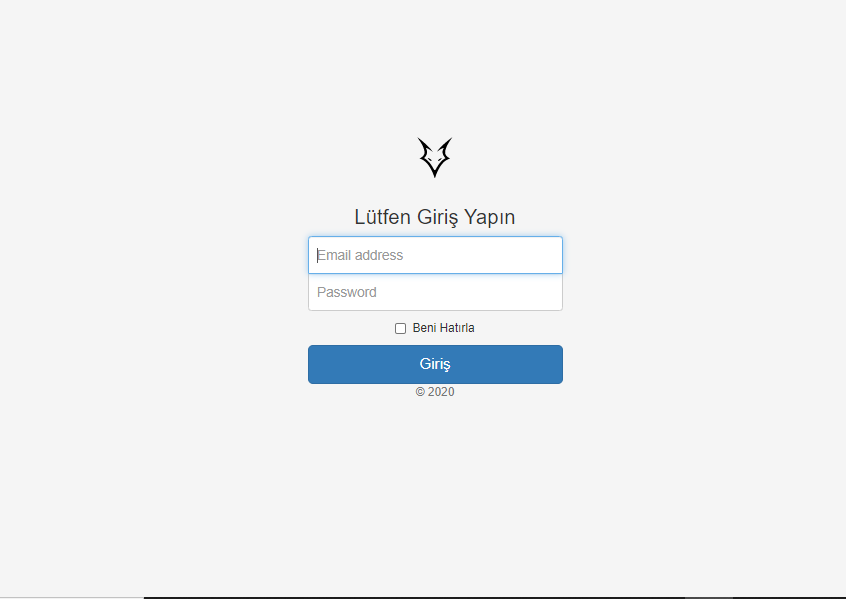 Lütfen Giriş Yapın
Email address
Password
Beni Hatırla
Giriş
© 2020